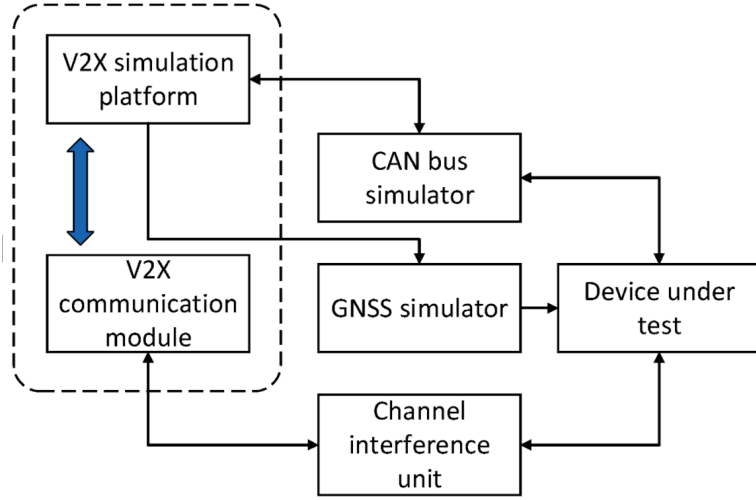 V2X simulation
platform
CAN bus
simulator
V2X
communication
module
GNSS simulator
Device under
test
Channel
interference
unit